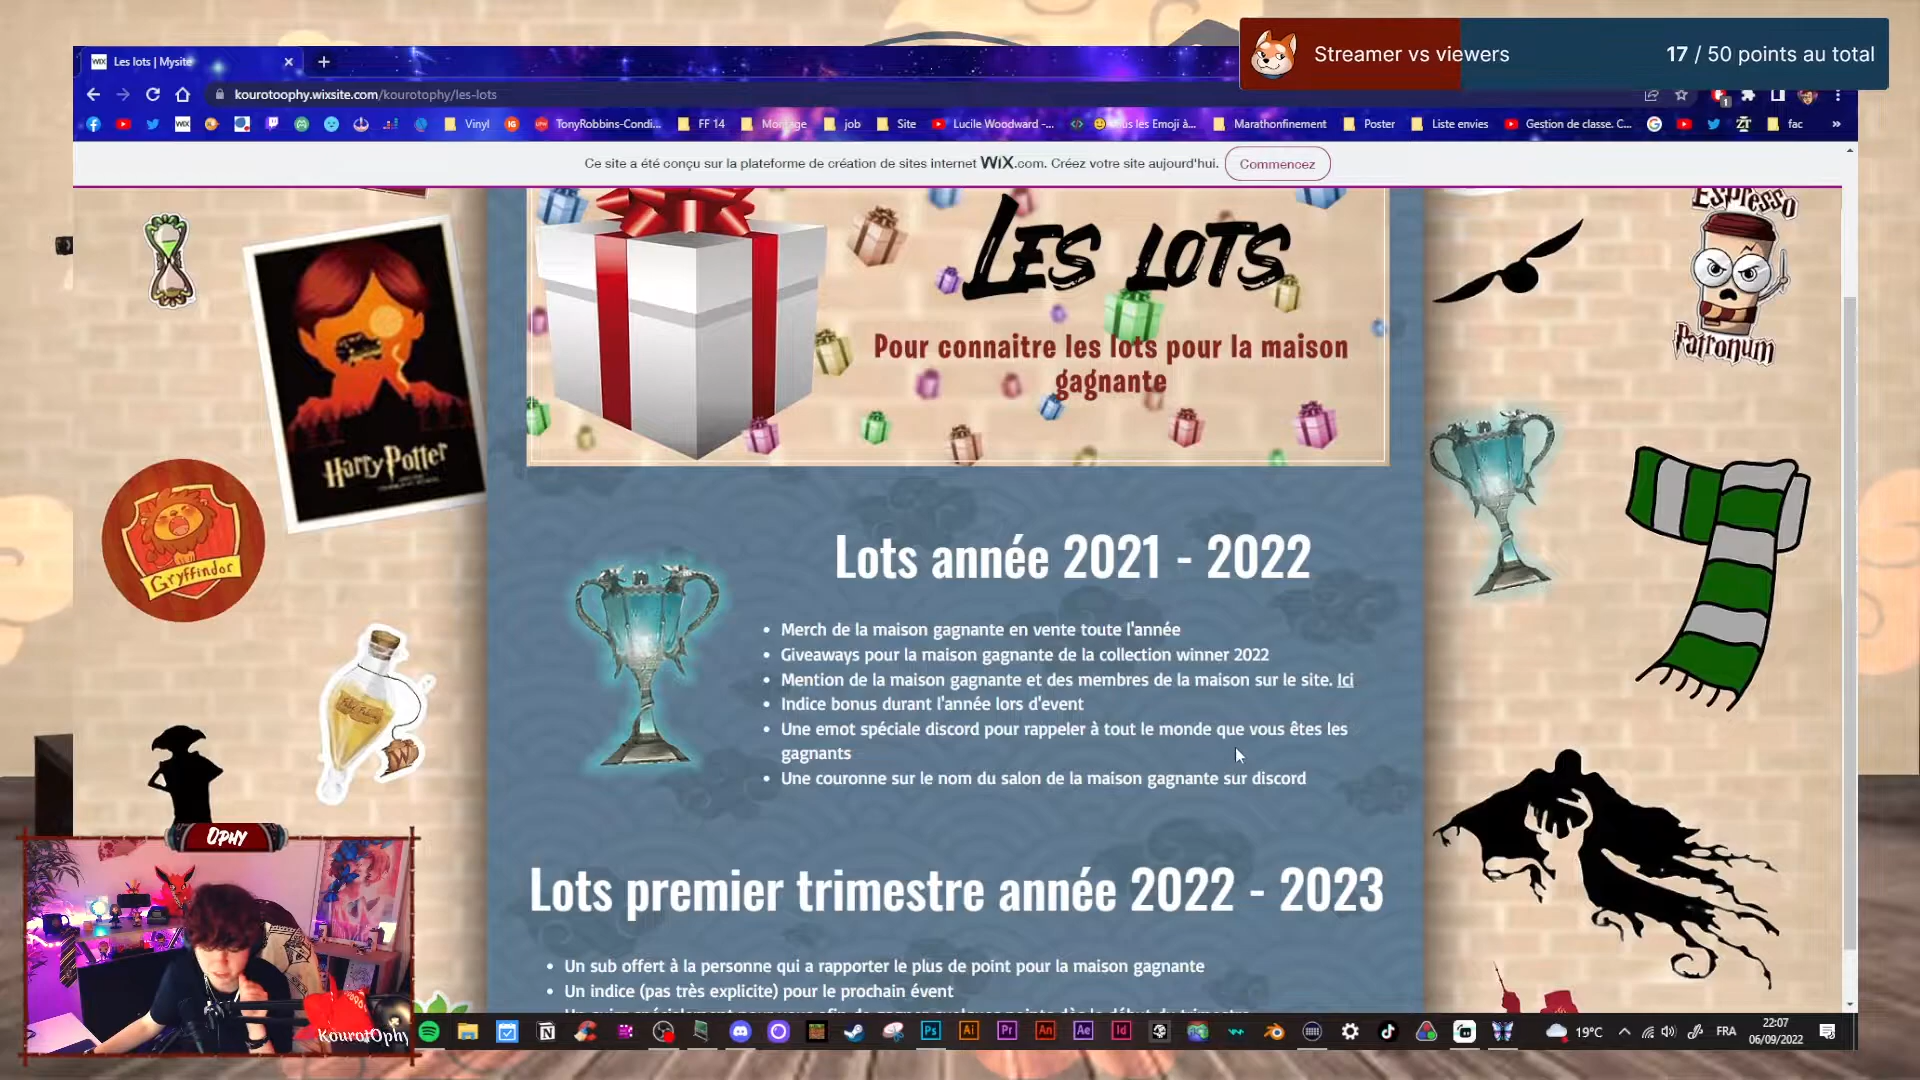 Streamer vs viewers
17 / 50 points au total
WIX Les lots | Mysite
kourotoophy.wixsite.com/kourotophy/les-lots
WIX Vinyl TonyRobbins-Condi... FF 14 Montage job Site Lucile Woodward -... Marathonfinement Poster Liste envies Gestion de classe. C... fac
Ce site a été conçu sur la plateforme de création de sites internet WiX.com. Créez votre site aujourd'hui.
Commencez
Les lots
Pour connaitre les lots pour la maison
gagnante
Espresso
Patronum
Harry Potter
Gryffindor
Lots année 2021 - 2022
Merch de la maison gagnante en vente toute l'année
Giveaways pour la maison gagnante de la collection winner 2022
Mention de la maison gagnante et des membres de la maison sur le site. Ici
Indice bonus durant l'année lors d'event
Une emot spéciale discord pour rappeler à tout le monde que vous êtes les
gagnants
Une couronne sur le nom du salon de la maison gagnante sur discord
Lots premier trimestre année 2022 - 2023
Un sub offert à la personne qui a rapporter le plus de point pour la maison gagnante
Un indice (pas très explicite) pour le prochain évent
Ophy
KourotOphy
Ps Ai Pr An Ae Id
19°C
FRA
22:07
06/09/2022